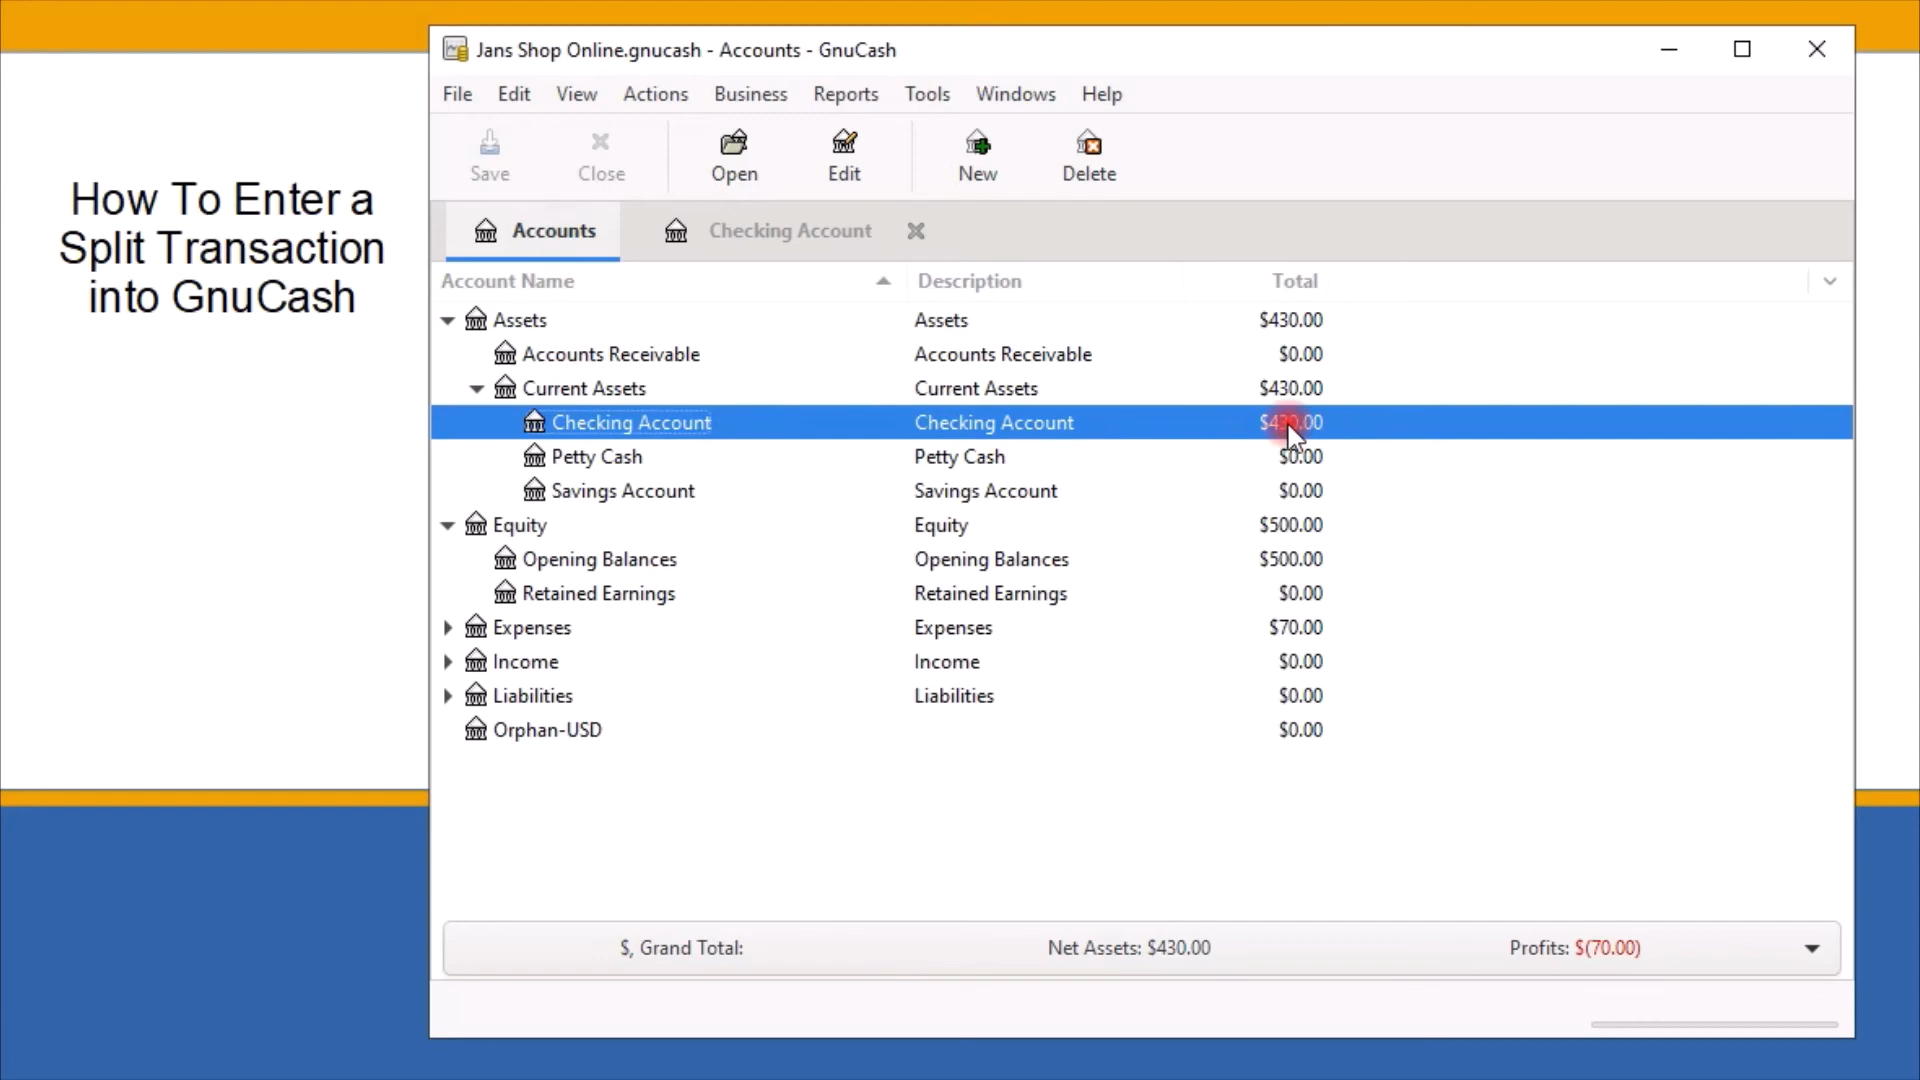 How To Enter a
Split Transaction
into GnuCash
Jans Shop Online.gnucash - Accounts - GnuCash
File Edit View Actions Business Reports Tools Windows Help
Save Close Open Edit New Delete
Accounts Checking Account
Account Name Description Total
Assets Assets $430.00
Accounts Receivable Accounts Receivable $0.00
Current Assets Current Assets $430.00
Checking Account Checking Account $430.00
Petty Cash Petty Cash $0.00
Savings Account Savings Account $0.00
Equity Equity $500.00
Opening Balances Opening Balances $500.00
Retained Earnings Retained Earnings $0.00
Expenses Expenses $70.00
Income Income $0.00
Liabilities Liabilities $0.00
Orphan-USD $0.00
$, Grand Total: Net Assets: $430.00 Profits: $(70.00)